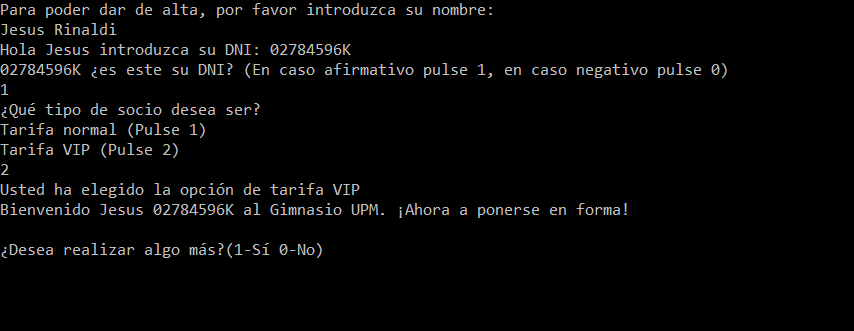 Para poder dar de alta, por favor introduzca su nombre:
Jesus Rinaldi
Hola Jesus introduzca su DNI: 02784596K
02784596K ¿es este su DNI? (En caso afirmativo pulse 1, en caso negativo pulse 0)
1
¿Qué tipo de socio desea ser?
Tarifa normal (Pulse 1)
Tarifa VIP (Pulse 2)
2
Usted ha elegido la opción de tarifa VIP
Bienvenido Jesus 02784596K al Gimnasio UPM. ¡Ahora a ponerse en forma!
¿Desea realizar algo más?(1-Sí 0-No)